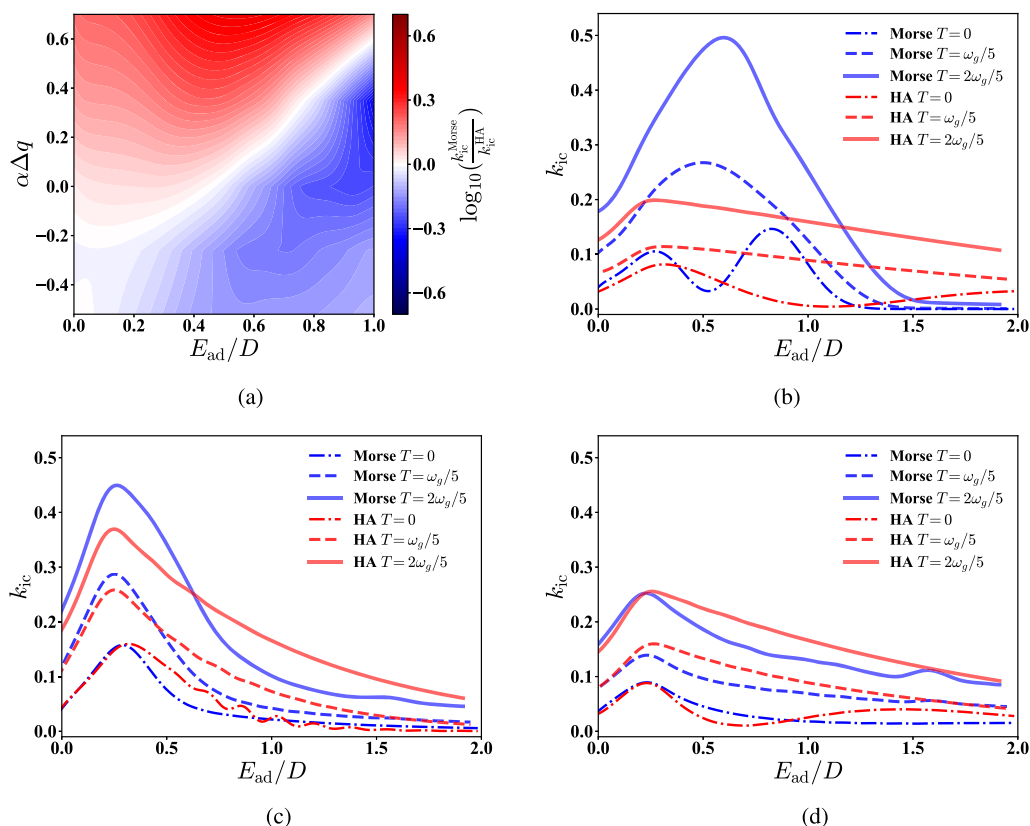 0.6
0.4
0.2
0.0
−0.2
−0.4
αΔq
0.0 0.2 0.4 0.6 0.8 1.0
E_ad/D
0.6
0.3
0.0
−0.3
−0.6
log₁₀(k_ic^Morse/k_ic^HA)
(a)
0.5
0.4
0.3
0.2
0.1
0.0
k_ic
Morse T=0
Morse T=ω_g/5
Morse T=2ω_g/5
HA T=0
HA T=ω_g/5
HA T=2ω_g/5
0.0 0.5 1.0 1.5 2.0
E_ad/D
(b)
0.5
0.4
0.3
0.2
0.1
0.0
k_ic
Morse T=0
Morse T=ω_g/5
Morse T=2ω_g/5
HA T=0
HA T=ω_g/5
HA T=2ω_g/5
0.0 0.5 1.0 1.5 2.0
E_ad/D
(c)
0.5
0.4
0.3
0.2
0.1
0.0
k_ic
Morse T=0
Morse T=ω_g/5
Morse T=2ω_g/5
HA T=0
HA T=ω_g/5
HA T=2ω_g/5
0.0 0.5 1.0 1.5 2.0
E_ad/D
(d)